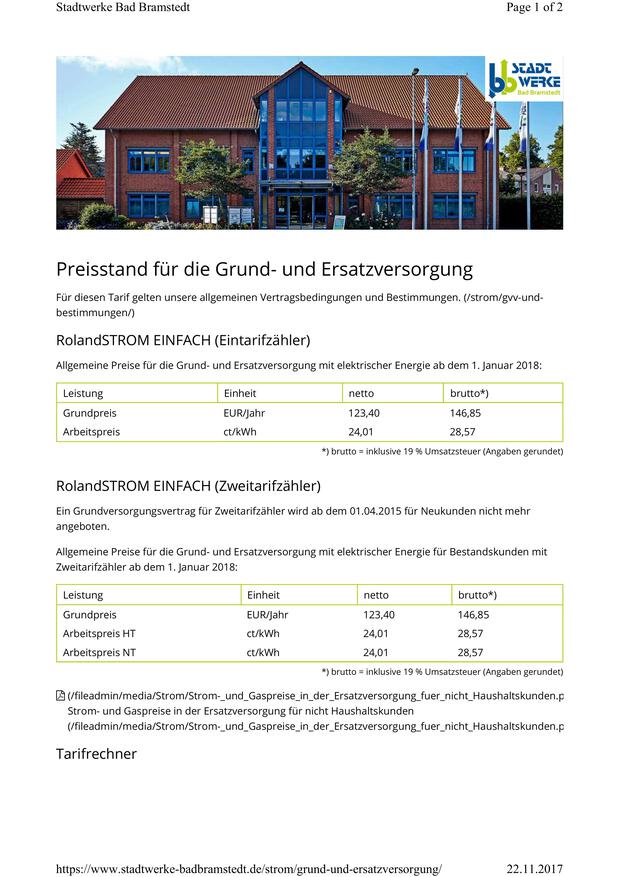 Stadtwerke Bad Bramstedt Page 1 of 2
STADT
WERKE
Bad Bramstedt
Preisstand für die Grund- und Ersatzversorgung
Für diesen Tarif gelten unsere allgemeinen Vertragsbedingungen und Bestimmungen. (/strom/gvv-und-
bestimmungen/)
RolandSTROM EINFACH (Eintarifzähler)
Allgemeine Preise für die Grund- und Ersatzversorgung mit elektrischer Energie ab dem 1. Januar 2018:
Leistung Einheit netto brutto*)
Grundpreis EUR/Jahr 123,40 146,85
Arbeitspreis ct/kWh 24,01 28,57
*) brutto = inklusive 19 % Umsatzsteuer (Angaben gerundet)
RolandSTROM EINFACH (Zweitarifzähler)
Ein Grundversorgungsvertrag für Zweitarifzähler wird ab dem 01.04.2015 für Neukunden nicht mehr
angeboten.
Allgemeine Preise für die Grund- und Ersatzversorgung mit elektrischer Energie für Bestandskunden mit
Zweitarifzähler ab dem 1. Januar 2018:
Leistung Einheit netto brutto*)
Grundpreis EUR/Jahr 123,40 146,85
Arbeitspreis HT ct/kWh 24,01 28,57
Arbeitspreis NT ct/kWh 24,01 28,57
*) brutto = inklusive 19 % Umsatzsteuer (Angaben gerundet)
(/fileadmin/media/Strom/Strom-_und_Gaspreise_in_der_Ersatzversorgung_fuer_nicht_Haushaltskunden.p
Strom- und Gaspreise in der Ersatzversorgung für nicht Haushaltskunden
(/fileadmin/media/Strom/Strom-_und_Gaspreise_in_der_Ersatzversorgung_fuer_nicht_Haushaltskunden.p
Tarifrechner
https://www.stadtwerke-badbramstedt.de/strom/grund-und-ersatzversorgung/ 22.11.2017